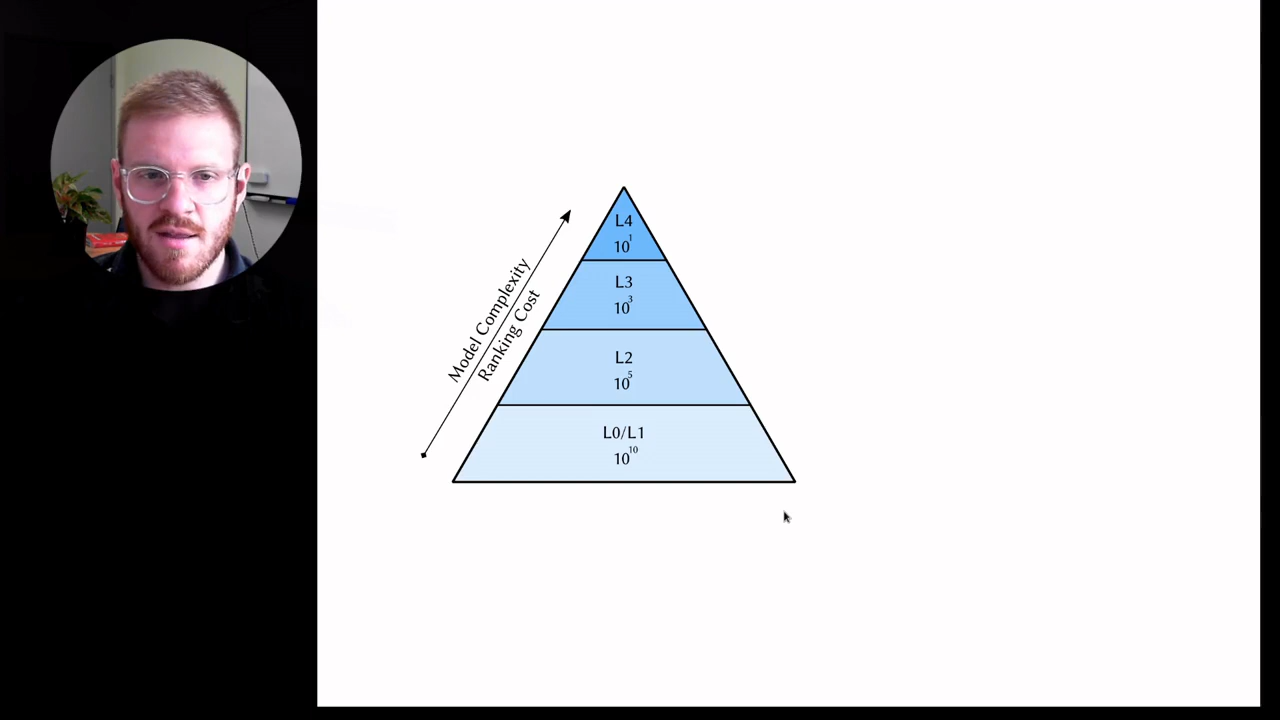 L4
10¹
L3
10³
L2
10⁵
L0/L1
10¹⁰
Model Complexity
Ranking Cost